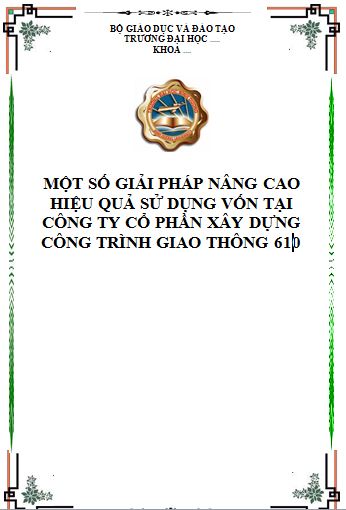 BỘ GIÁO DỤC VÀ ĐÀO TẠO
TRƯỜNG ĐẠI HỌC ....
KHOA ....
MỘT SỐ GIẢI PHÁP NÂNG CAO
HIỆU QUẢ SỬ DỤNG VỐN TẠI
CÔNG TY CỔ PHẦN XÂY DỰNG
CÔNG TRÌNH GIAO THÔNG 610